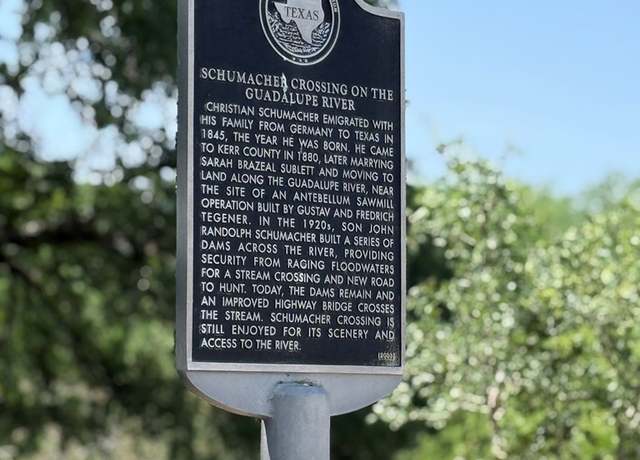 TEXAS
SCHUMACHER CROSSING ON THE
GUADALUPE RIVER
CHRISTIAN SCHUMACHER EMIGRATED WITH
HIS FAMILY FROM GERMANY TO TEXAS IN
1845, THE YEAR HE WAS BORN. HE CAME
TO KERR COUNTY IN 1880, LATER MARRYING
SARAH BRAZEAL SUBLETT AND MOVING TO
LAND ALONG THE GUADALUPE RIVER, NEAR
THE SITE OF AN ANTEBELLUM SAWMILL
OPERATION BUILT BY GUSTAV AND FREDRICH
TEGENER. IN THE 1920s, SON JOHN
RANDOLPH SCHUMACHER BUILT A SERIES OF
DAMS ACROSS THE RIVER, PROVIDING
SECURITY FROM RAGING FLOODWATERS
FOR A STREAM CROSSING AND NEW ROAD
TO HUNT. TODAY, THE DAMS REMAIN AND
AN IMPROVED HIGHWAY BRIDGE CROSSES
THE STREAM. SCHUMACHER CROSSING IS
STILL ENJOYED FOR ITS SCENERY AND
ACCESS TO THE RIVER.